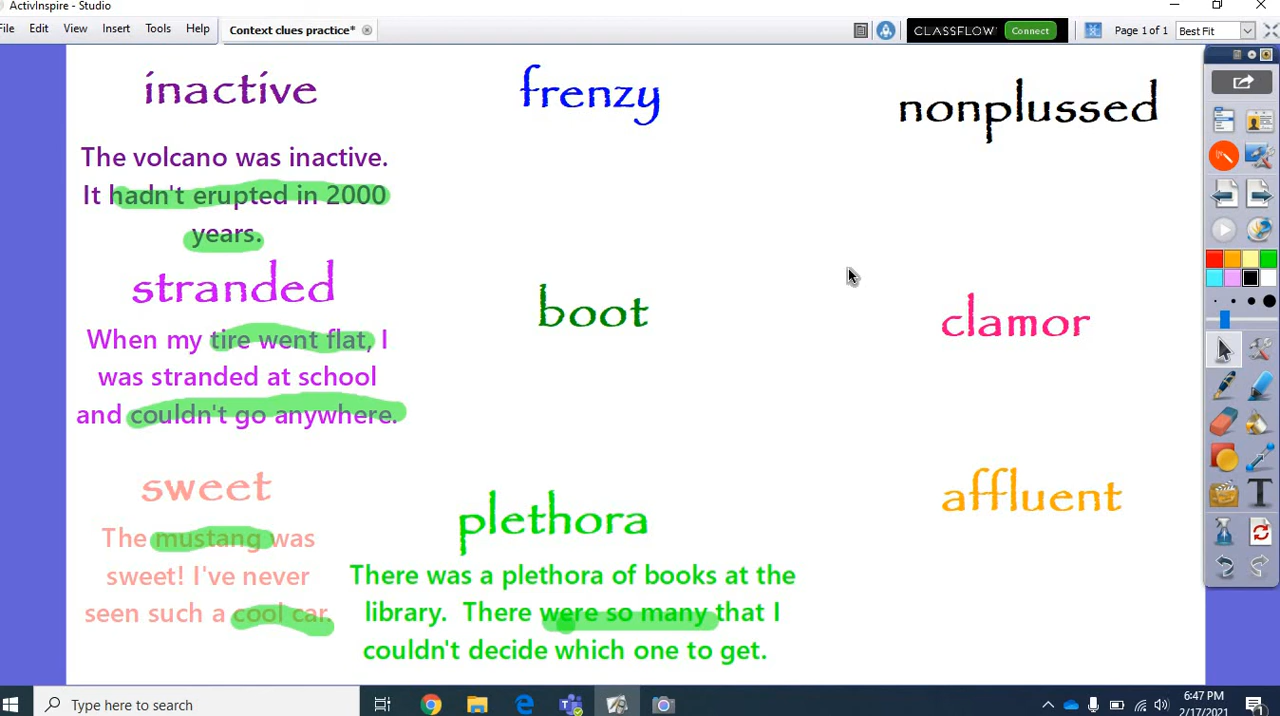 ActivInspire - Studio
File Edit View Insert Tools Help
Context clues practice*
CLASSFLOW Connect
Page 1 of 1
Best Fit
inactive
The volcano was inactive.
It hadn't erupted in 2000
years.
stranded
When my tire went flat, I
was stranded at school
and couldn't go anywhere.
sweet
The mustang was
sweet! I've never
seen such a cool car.
frenzy
boot
plethora
There was a plethora of books at the
library. There were so many that I
couldn't decide which one to get.
nonplussed
clamor
affluent
Type here to search
6:47 PM
2/17/2021